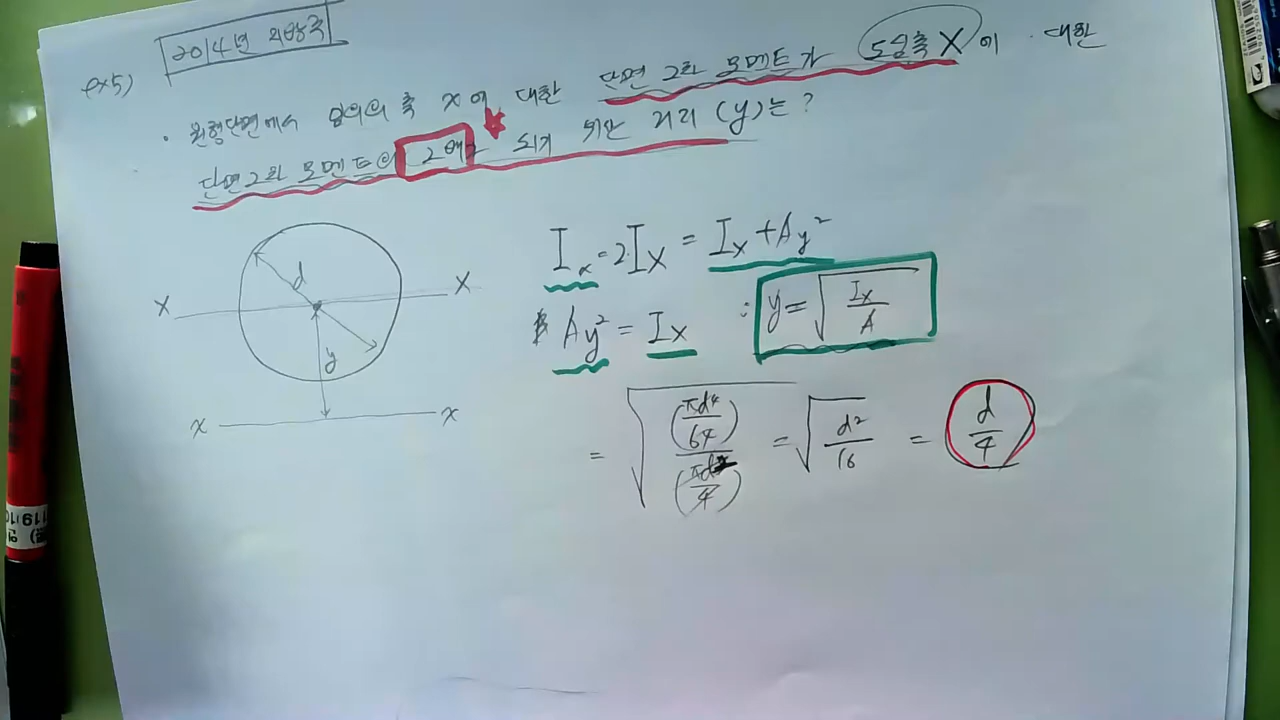 2014년 지방직
ex5)
· 원형단면에서 임의의 축 x에 대한 단면 2차 모멘트가 도심축 X에 대한
단면2차 모멘트의 2배로 되기 위한 거리 (y)는?
d
X X
y
x x
Iₓ = 2I_X = I_X + Ay²
Ay² = I_X ∴ y = √(I_X/A)
= √((πd⁴/64)/(πd²/4)) = √(d²/16) = d/4